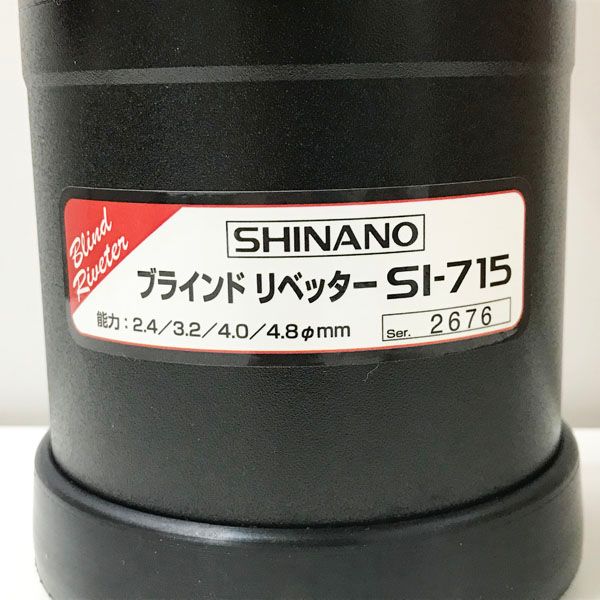 Blind
Riveter
SHINANO
ブラインド リベッター SI-715
能力：2.4／3.2／4.0／4.8φmm
Ser. 2676